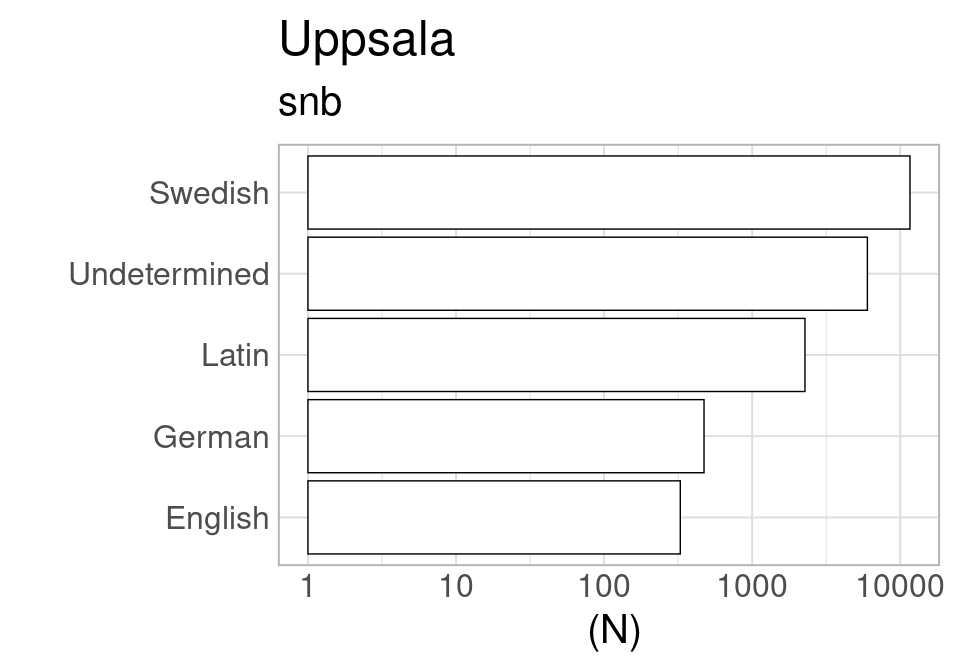 Uppsala
snb
Swedish
Undetermined
Latin
German
English
1 10 100 1000 10000
(N)